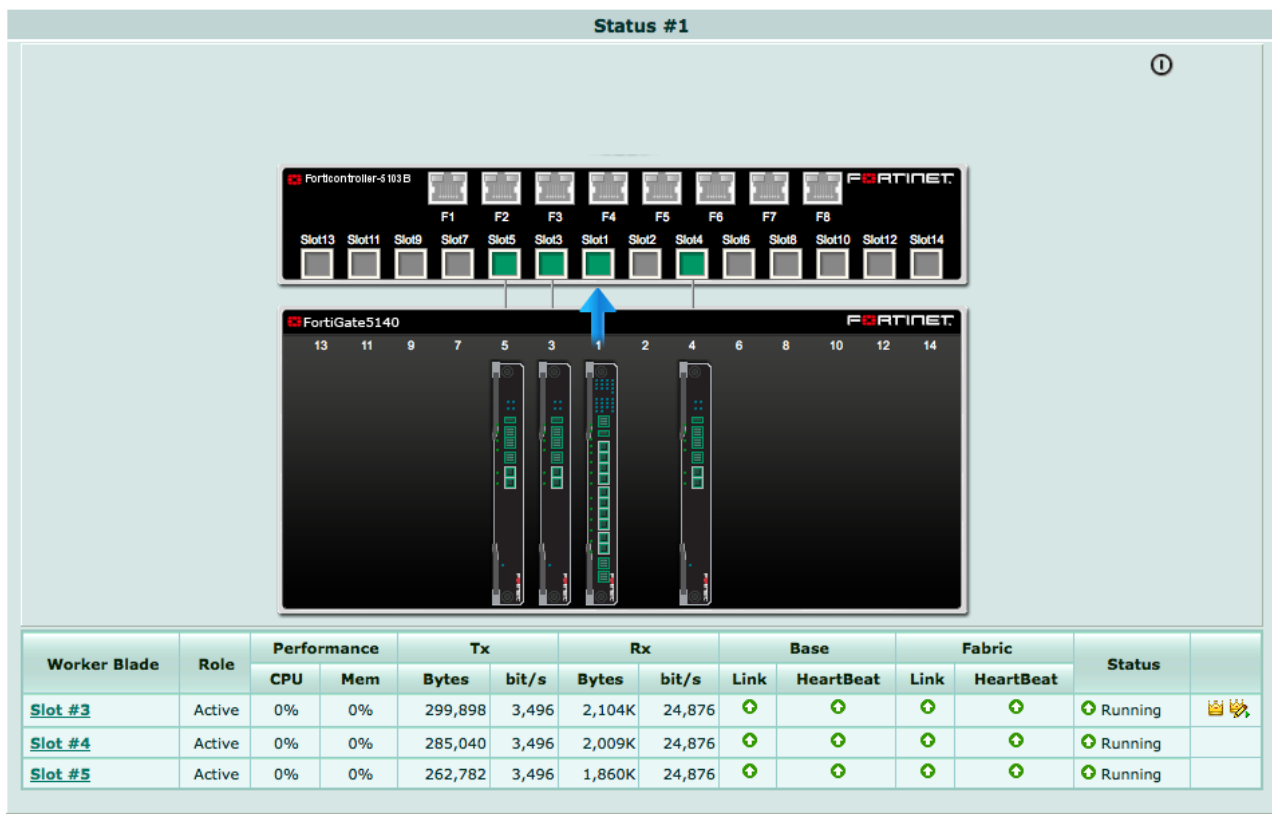 Status #1
Forticontroller-5103B FORTINET.
F1 F2 F3 F4 F5 F6 F7 F8
Slot13 Slot11 Slot9 Slot7 Slot5 Slot3 Slot1 Slot2 Slot4 Slot6 Slot8 Slot10 Slot12 Slot14
FortiGate5140 FORTINET.
13 11 9 7 5 3 1 2 4 6 8 10 12 14
Worker Blade Role Performance Tx Rx Base Fabric Status
CPU Mem Bytes bit/s Bytes bit/s Link HeartBeat Link HeartBeat
Slot #3 Active 0% 0% 299,898 3,496 2,104K 24,876 Running
Slot #4 Active 0% 0% 285,040 3,496 2,009K 24,876 Running
Slot #5 Active 0% 0% 262,782 3,496 1,860K 24,876 Running